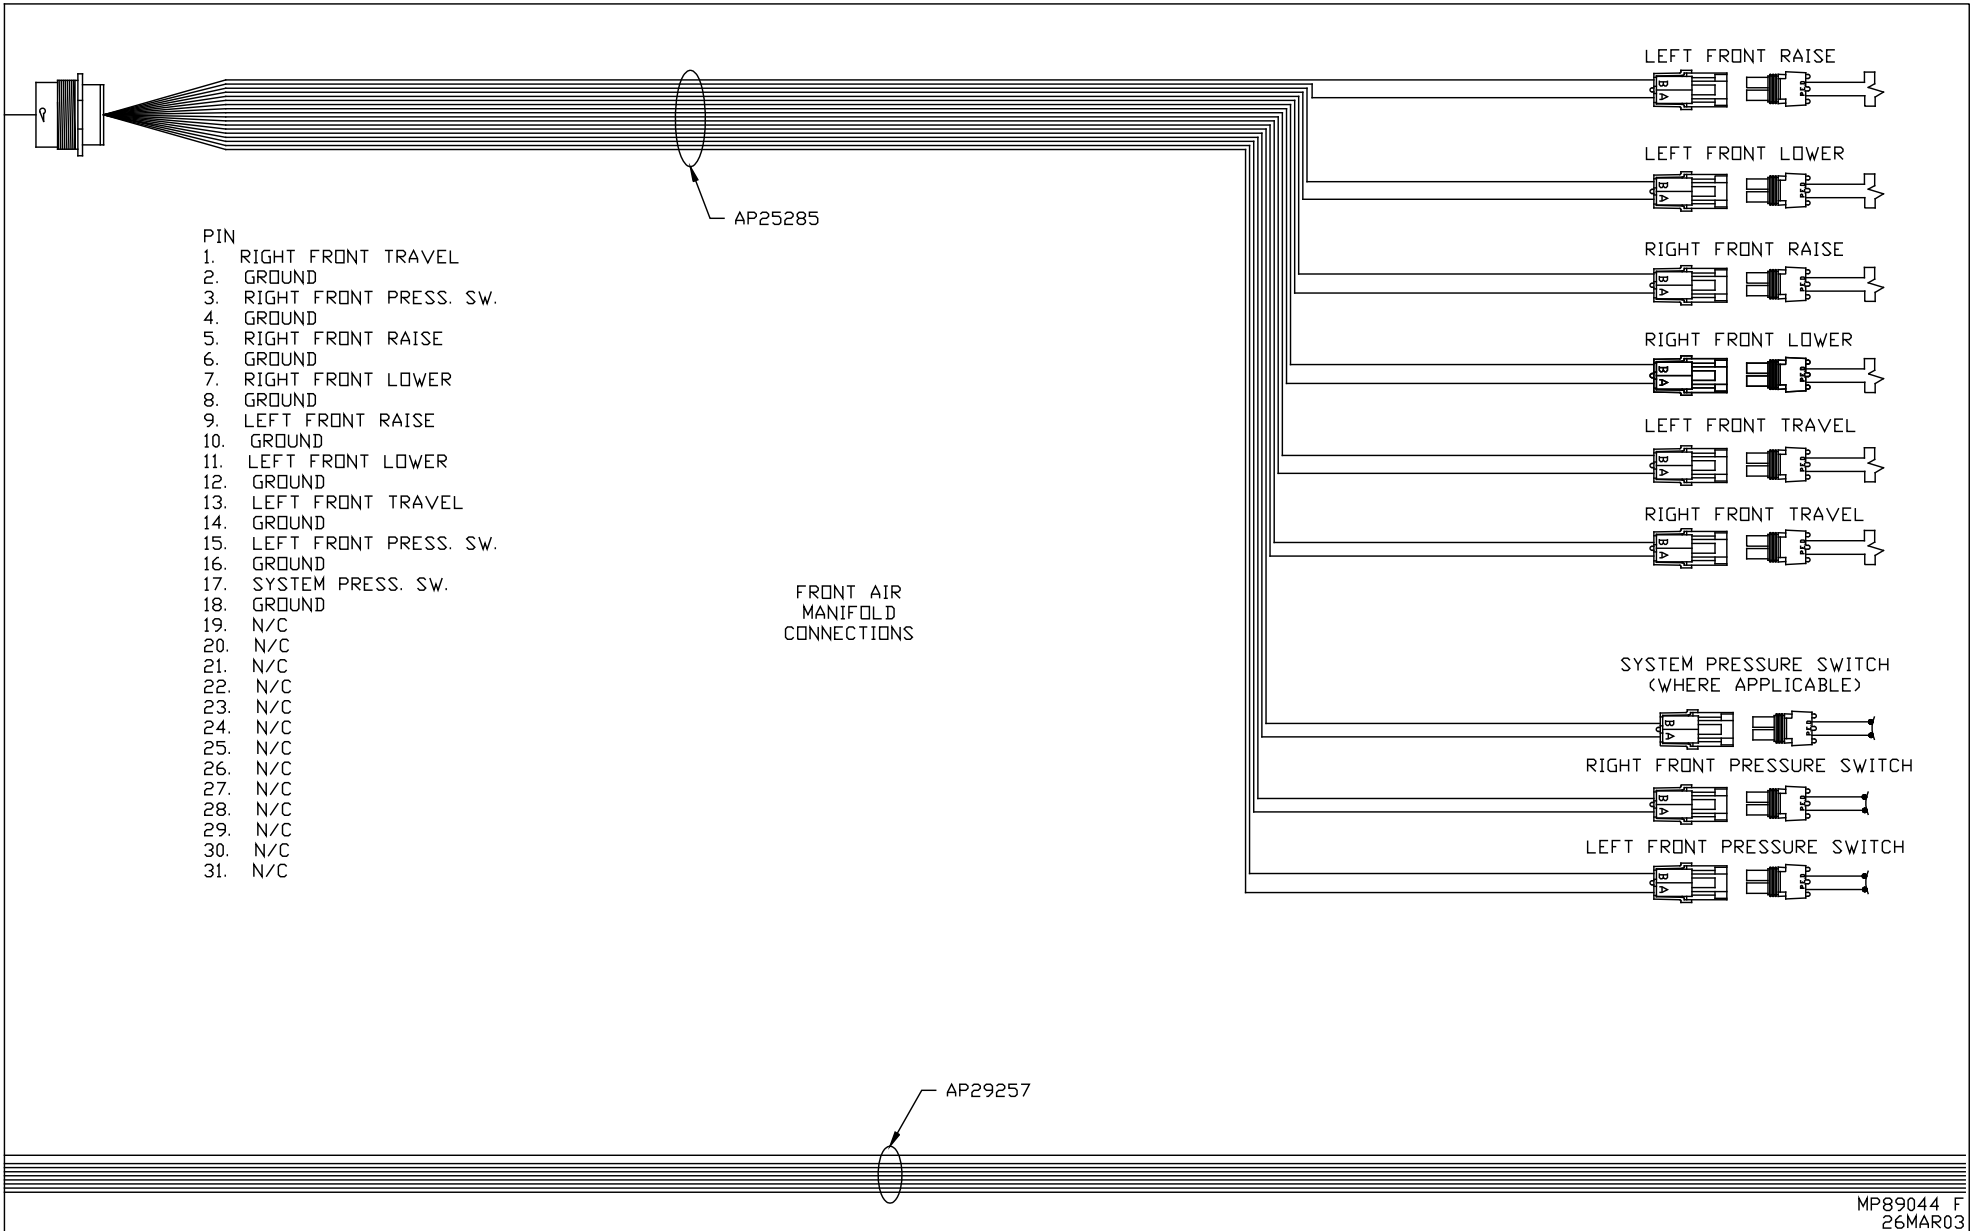 LEFT FRONT RAISE
B
A
LEFT FRONT LOWER
B
A
AP25285
PIN
1. RIGHT FRONT TRAVEL
2. GROUND
3. RIGHT FRONT PRESS. SW.
4. GROUND
5. RIGHT FRONT RAISE
6. GROUND
7. RIGHT FRONT LOWER
8. GROUND
9. LEFT FRONT RAISE
10. GROUND
11. LEFT FRONT LOWER
12. GROUND
13. LEFT FRONT TRAVEL
14. GROUND
15. LEFT FRONT PRESS. SW.
16. GROUND
17. SYSTEM PRESS. SW.
18. GROUND
19. N/C
20. N/C
21. N/C
22. N/C
23. N/C
24. N/C
25. N/C
26. N/C
27. N/C
28. N/C
29. N/C
30. N/C
31. N/C
FRONT AIR
MANIFOLD
CONNECTIONS
RIGHT FRONT RAISE
B
A
RIGHT FRONT LOWER
B
A
LEFT FRONT TRAVEL
B
A
RIGHT FRONT TRAVEL
B
A
SYSTEM PRESSURE SWITCH
(WHERE APPLICABLE)
B
A
RIGHT FRONT PRESSURE SWITCH
B
A
LEFT FRONT PRESSURE SWITCH
B
A
AP29257
MP89044 F
26MAR03